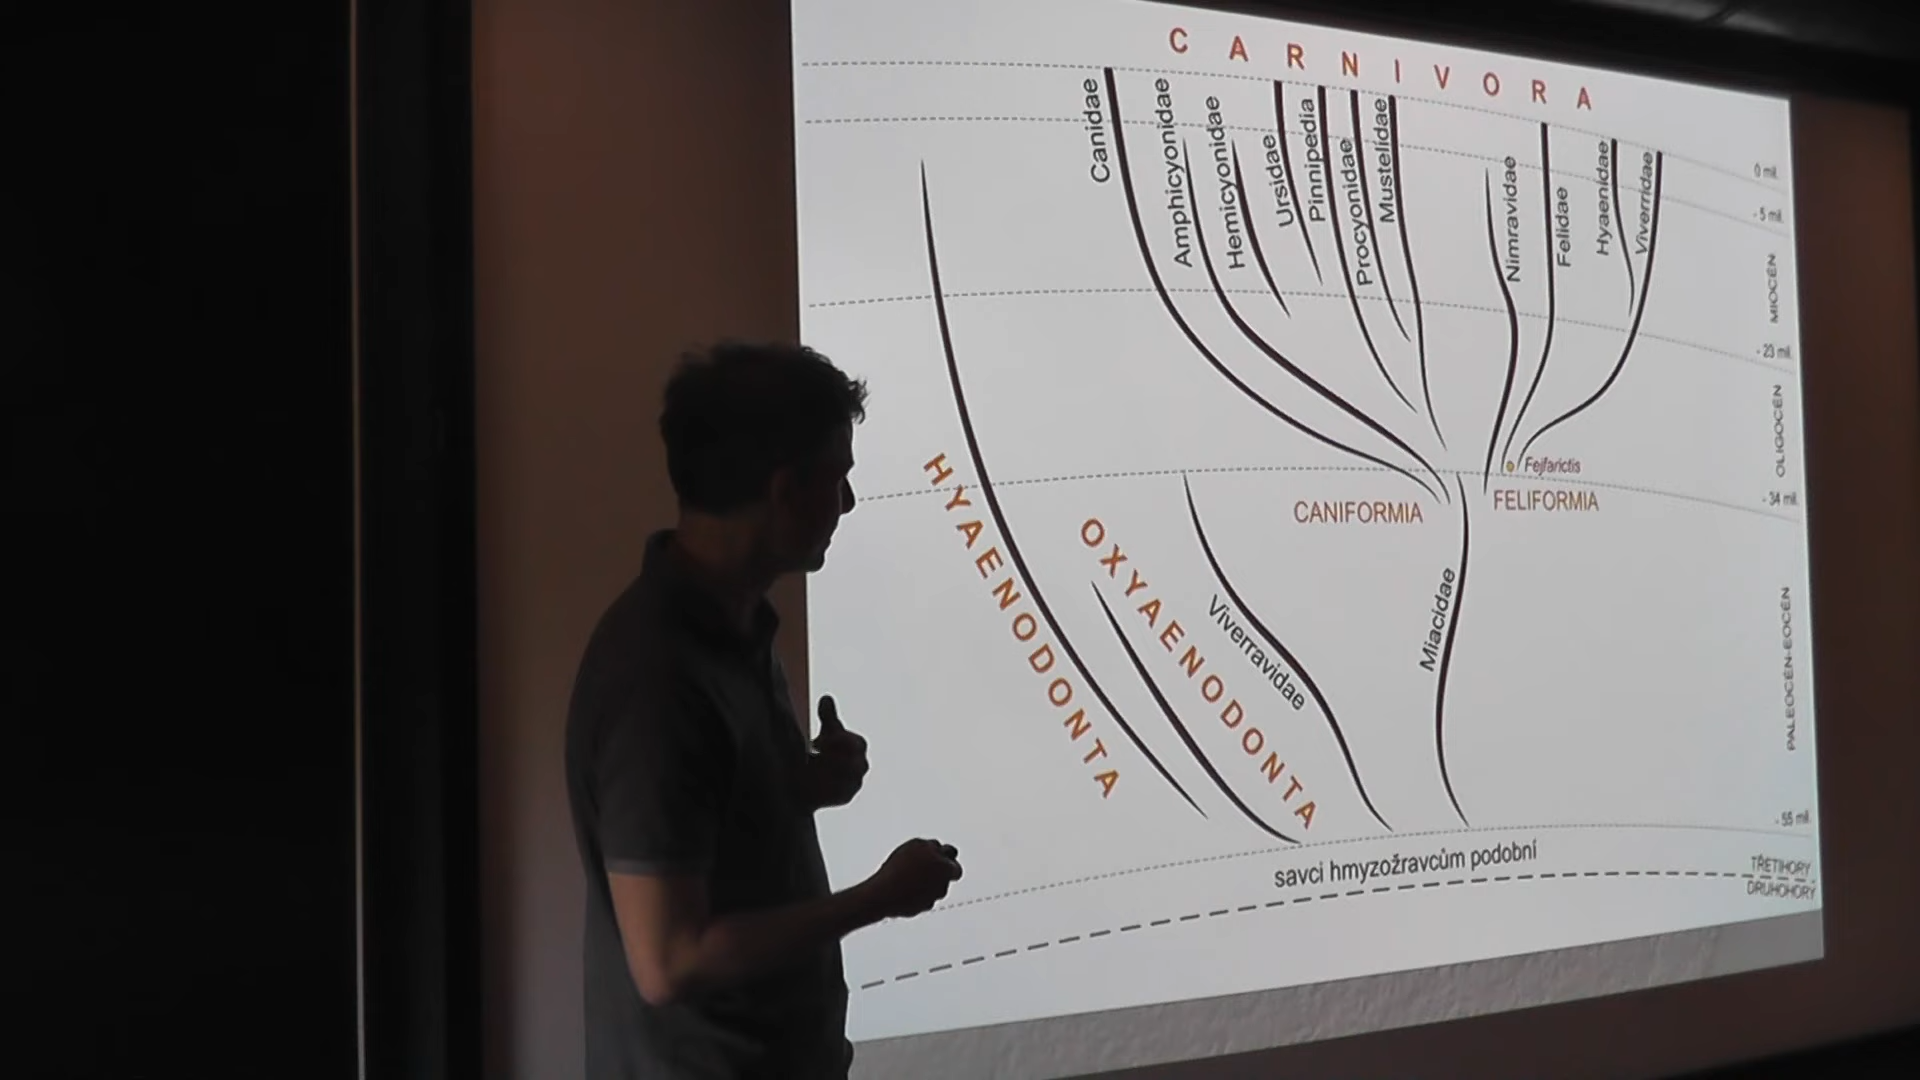 CARNIVORA
Canidae
Amphicyonidae
Hemicyonidae
Ursidae
Pinnipedia
Procyonidae
Mustelidae
Nimravidae
Felidae
Hyaenidae
Viverridae
0 mil.
- 5 mil.
MIOCÉN
- 23 mil.
OLIGOCÉN
Fejfarictis
- 34 mil.
CANIFORMIA
FELIFORMIA
HYAENODONTA
OXYAENODONTA
Viverravidae
Miacidae
PALEOCÉN-EOCÉN
- 55 mil.
savci hmyzožravcům podobní
TŘETIHORY
DRUHOHORY